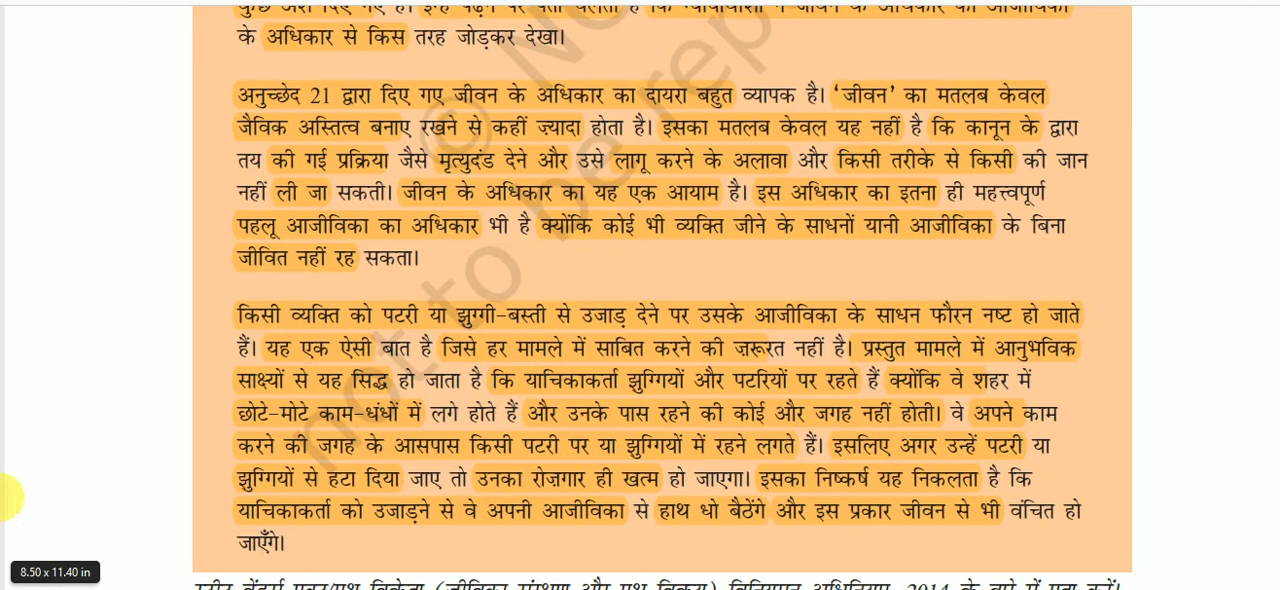 के अधिकार से किस तरह जोड़कर देखा।
अनुच्छेद 21 द्वारा दिए गए जीवन के अधिकार का दायरा बहुत व्यापक है। 'जीवन' का मतलब केवल
जैविक अस्तित्व बनाए रखने से कहीं ज़्यादा होता है। इसका मतलब केवल यह नहीं है कि कानून के द्वारा
तय की गई प्रक्रिया जैसे मृत्युदंड देने और उसे लागू करने के अलावा और किसी तरीके से किसी की जान
नहीं ली जा सकती। जीवन के अधिकार का यह एक आयाम है। इस अधिकार का इतना ही महत्त्वपूर्ण
पहलू आजीविका का अधिकार भी है क्योंकि कोई भी व्यक्ति जीने के साधनों यानी आजीविका के बिना
जीवित नहीं रह सकता।
किसी व्यक्ति को पटरी या झुग्गी-बस्ती से उजाड़ देने पर उसके आजीविका के साधन फौरन नष्ट हो जाते
हैं। यह एक ऐसी बात है जिसे हर मामले में साबित करने की ज़रूरत नहीं है। प्रस्तुत मामले में आनुभविक
साक्ष्यों से यह सिद्ध हो जाता है कि याचिकाकर्ता झुग्गियों और पटरियों पर रहते हैं क्योंकि वे शहर में
छोटे-मोटे काम-धंधों में लगे होते हैं और उनके पास रहने की कोई और जगह नहीं होती। वे अपने काम
करने की जगह के आसपास किसी पटरी पर या झुग्गियों में रहने लगते हैं। इसलिए अगर उन्हें पटरी या
झुग्गियों से हटा दिया जाए तो उनका रोज़गार ही खत्म हो जाएगा। इसका निष्कर्ष यह निकलता है कि
याचिकाकर्ता को उजाड़ने से वे अपनी आजीविका से हाथ धो बैठेंगे और इस प्रकार जीवन से भी वंचित हो
जाएँगे।
8.50 x 11.40 in